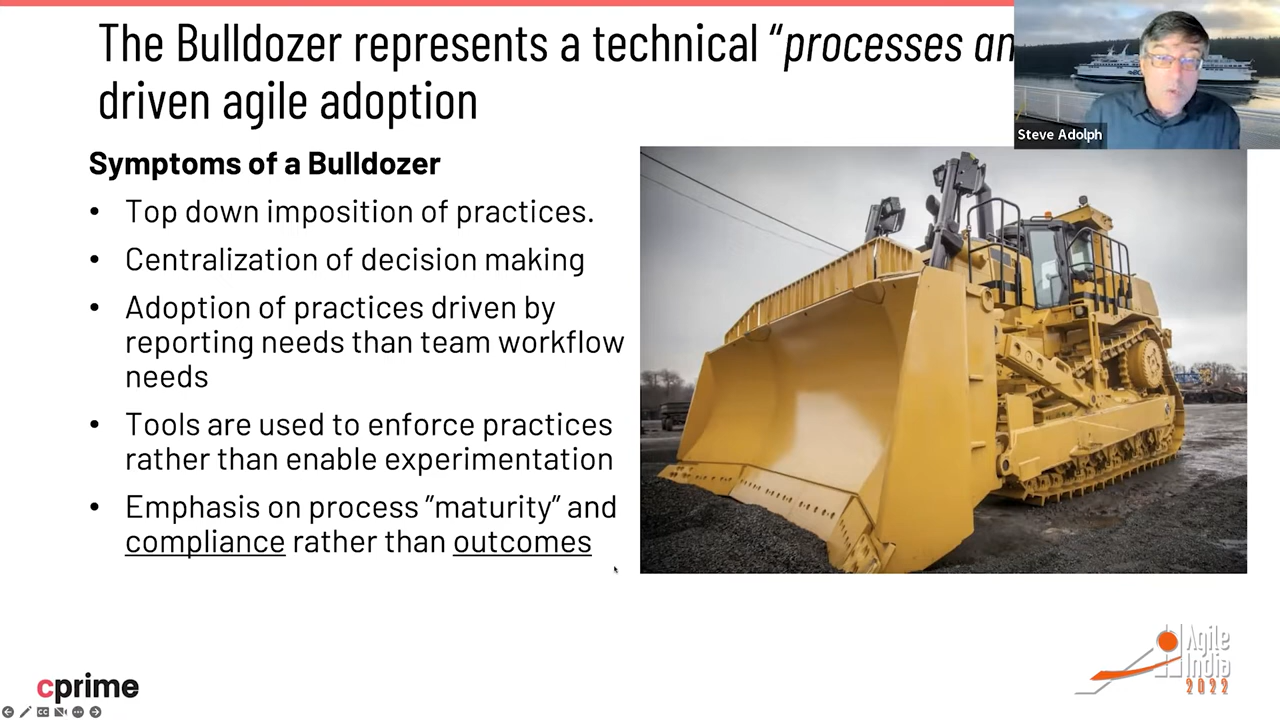 The Bulldozer represents a technical “processes an
driven agile adoption
Steve Adolph
Symptoms of a Bulldozer
• Top down imposition of practices.
• Centralization of decision making
• Adoption of practices driven by
reporting needs than team workflow
needs
• Tools are used to enforce practices
rather than enable experimentation
• Emphasis on process ”maturity” and
compliance rather than outcomes
cprime
Agile
India
2022